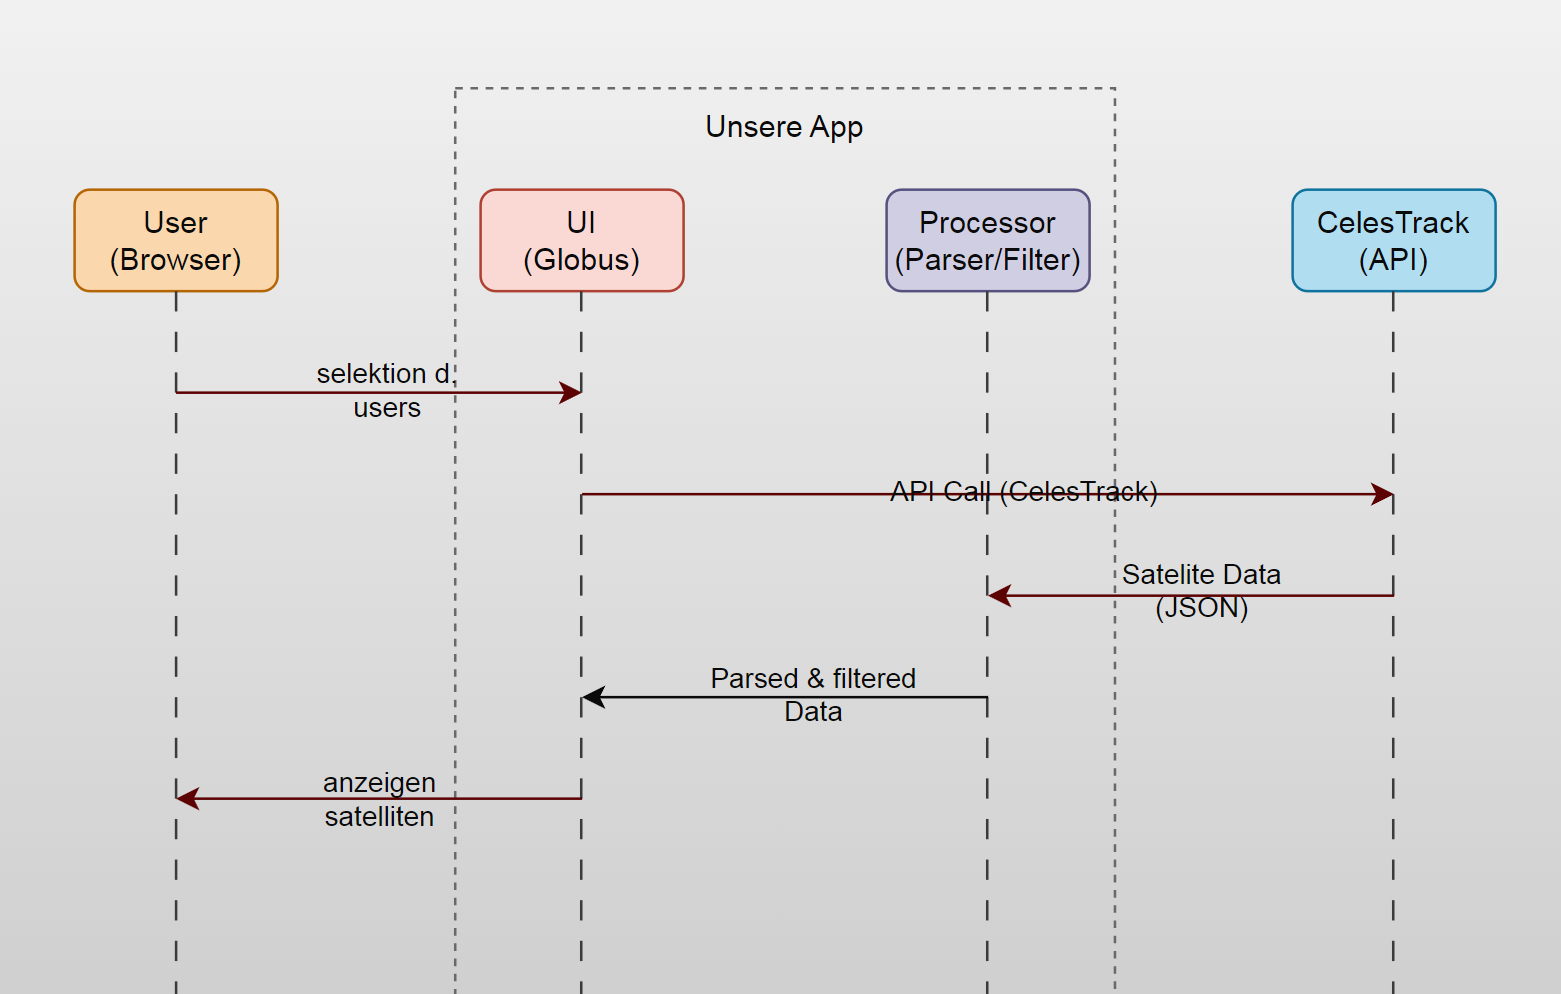 Unsere App
User
(Browser)
UI
(Globus)
Processor
(Parser/Filter)
CelesTrack
(API)
selektion d.
users
API Call (CelesTrack)
Satelite Data
(JSON)
Parsed & filtered
Data
anzeigen
satelliten